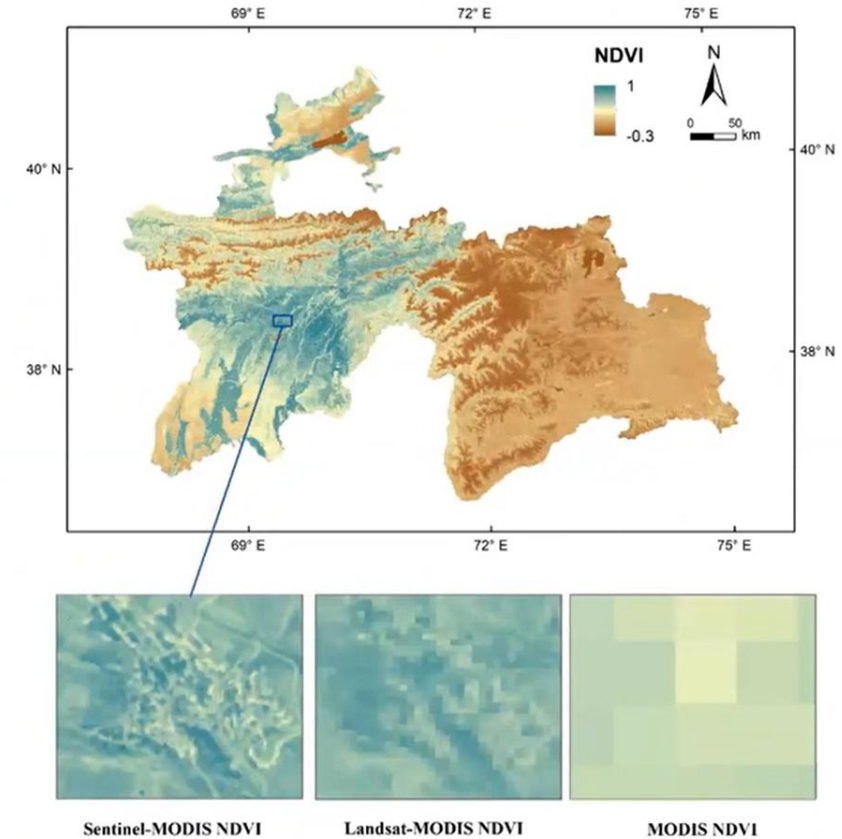 69° E 72° E 75° E
NDVI
N
1
-0.3
0 50
km
40° N 40° N
38° N 38° N
69° E 72° E 75° E
Sentinel-MODIS NDVI Landsat-MODIS NDVI MODIS NDVI